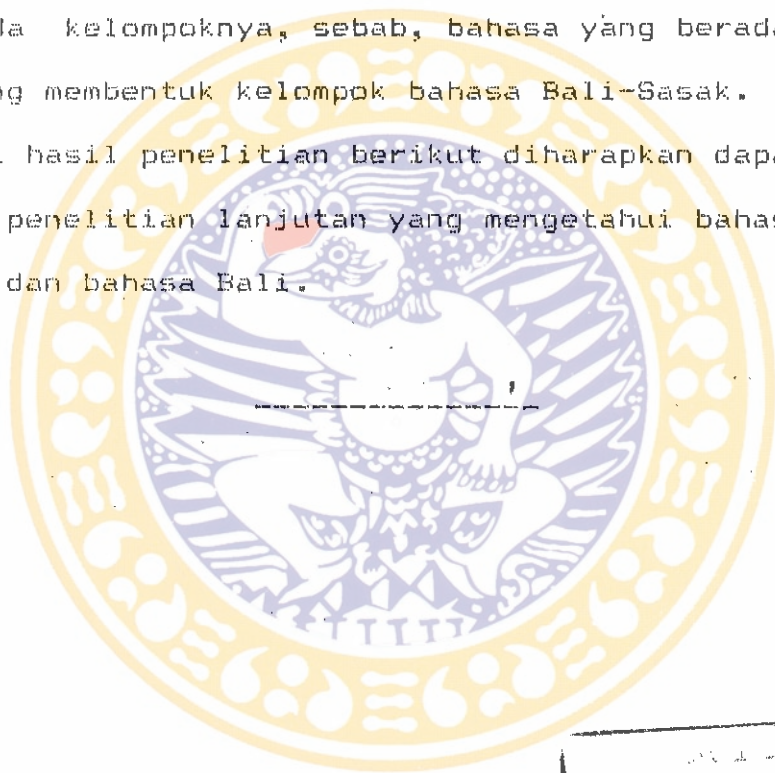 la kelompoknya, sebab, bahasa yang berada
ng membentuk kelompok bahasa Bali-Sasak.
hasil penelitian berikut diharapkan dapa
penelitian lanjutan yang mengetahui bahas
dan bahasa Bali.